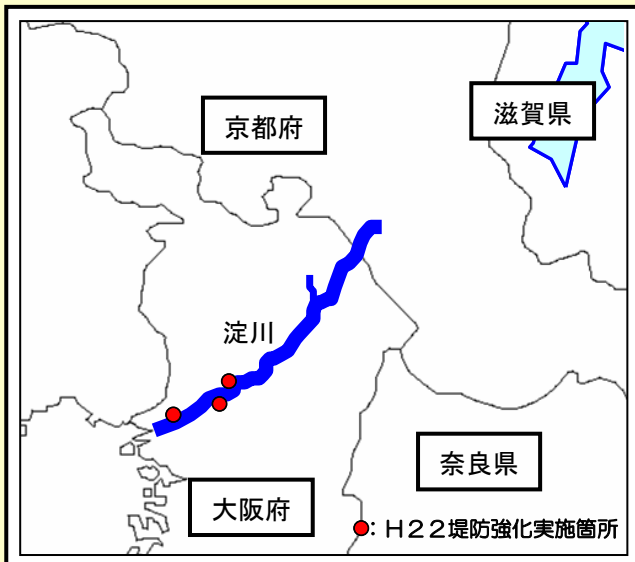 滋賀県
京都府
淀川
奈良県
大阪府
：Ｈ２２堤防強化実施箇所